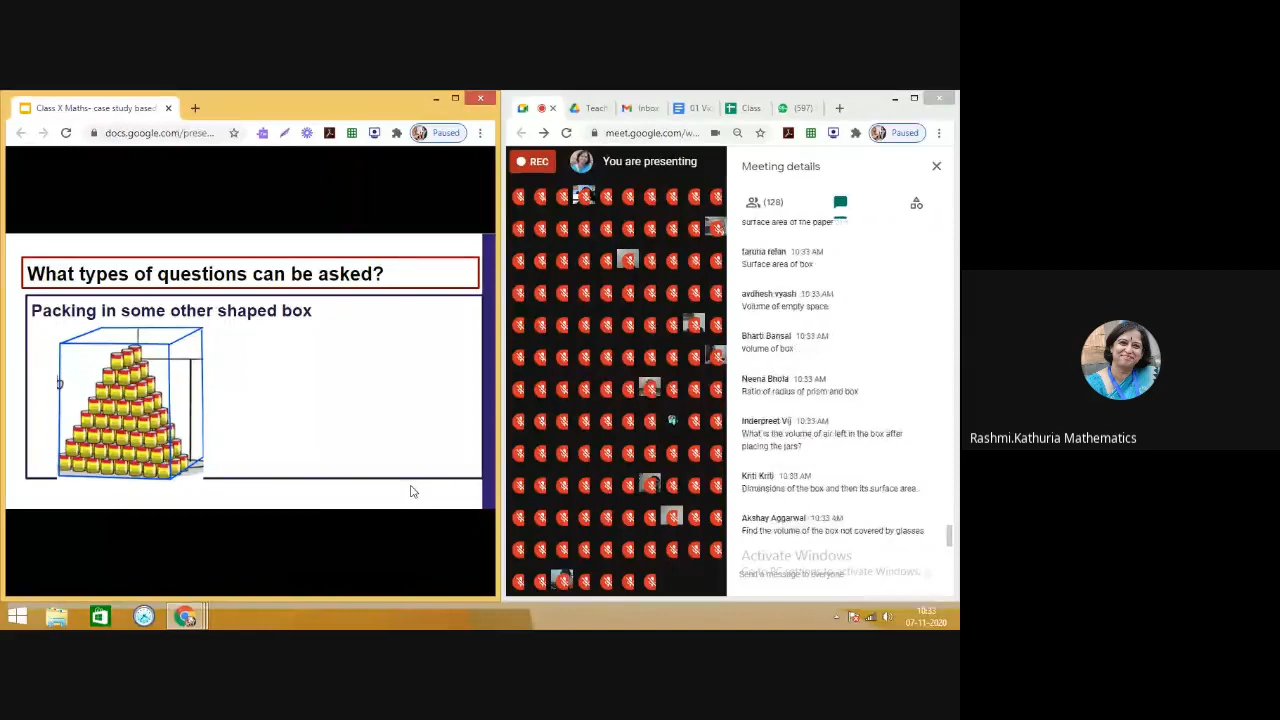 Class X Maths- case study based
docs.google.com/prese...
Paused
What types of questions can be asked?
Packing in some other shaped box
Teach
Inbox
Class
(597)
meet.google.com/w...
Paused
REC
You are presenting
Meeting details
(128)
surface area of the paper
10:33 AM
Surface area of box
avdhesh vyash 10:33 AM
Volume of empty space.
Bharti Bansal 10:33 AM
volume of box
Neena Bhola 10:33 AM
Ratio of radius of prism and box
Inderpreet Vij 10:33 AM
What is the volume of air left in the box after
placing the jars?
Kriti Kriti 10:33 AM
Dimensions of the box and then its surface area..
Akshay Aggarwal 10:33 AM
Find the volume of the box not covered by glasses
Activate Windows
Go to PC settings to activate Windows.
Send a message to everyone
10:33
07-11-2020
Rashmi.Kathuria Mathematics